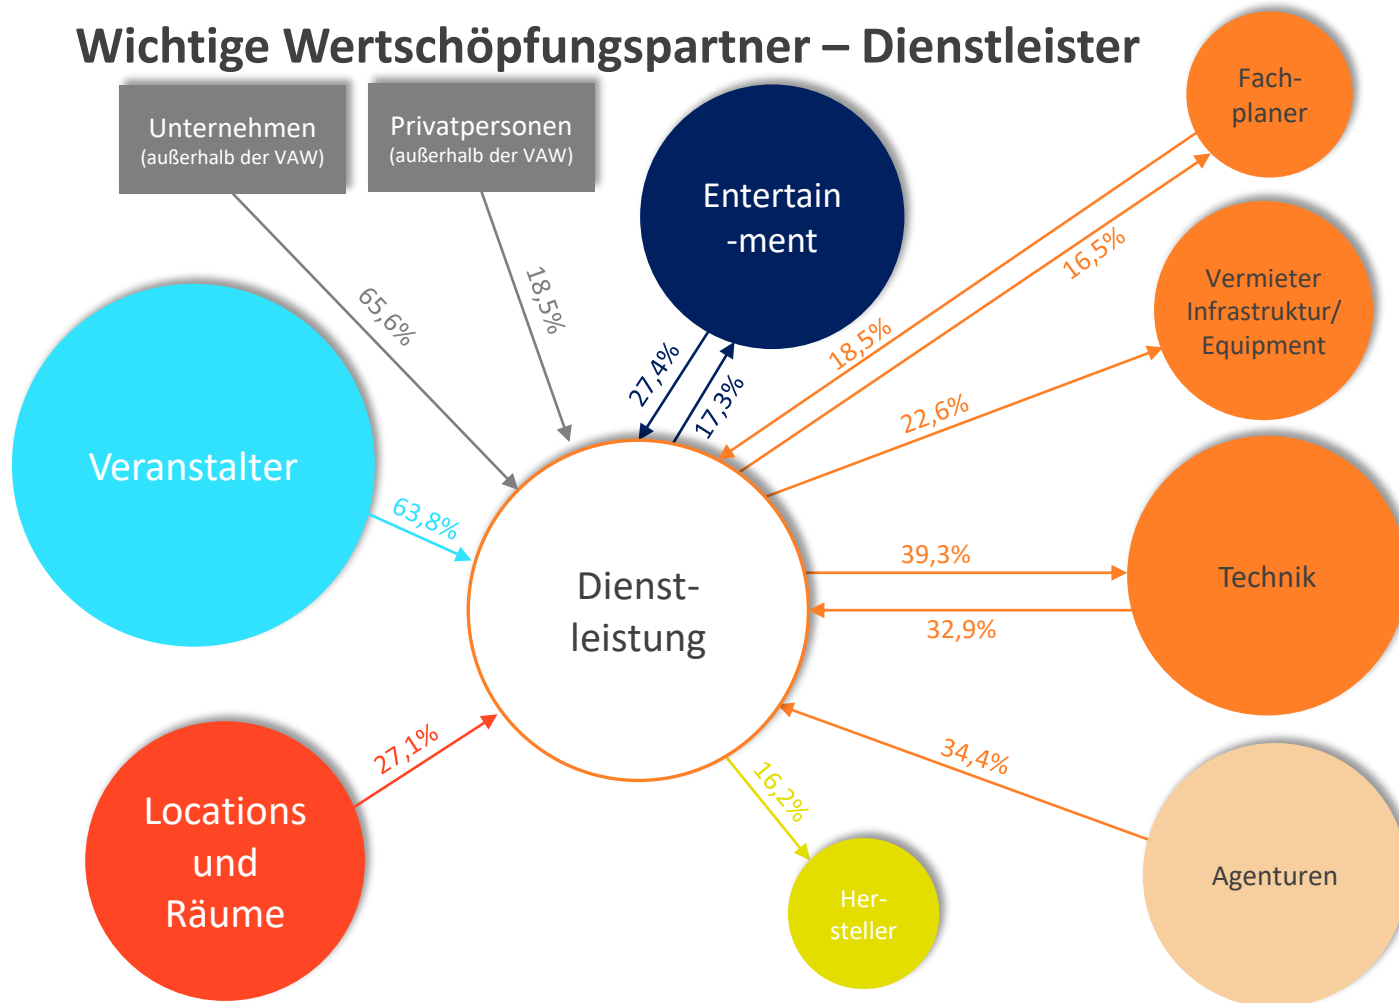 Wichtige Wertschöpfungspartner – Dienstleister
Unternehmen
(außerhalb der VAW)
Privatpersonen
(außerhalb der VAW)
Entertain
-ment
Fach-
planer
Vermieter
Infrastruktur/
Equipment
Veranstalter
65,6%
18,5%
27,4%
17,3%
18,5%
16,5%
22,6%
63,8%
39,3%
32,9%
Dienst-
leistung
Technik
27,1%
34,4%
16,2%
Locations
und
Räume
Her-
steller
Agenturen